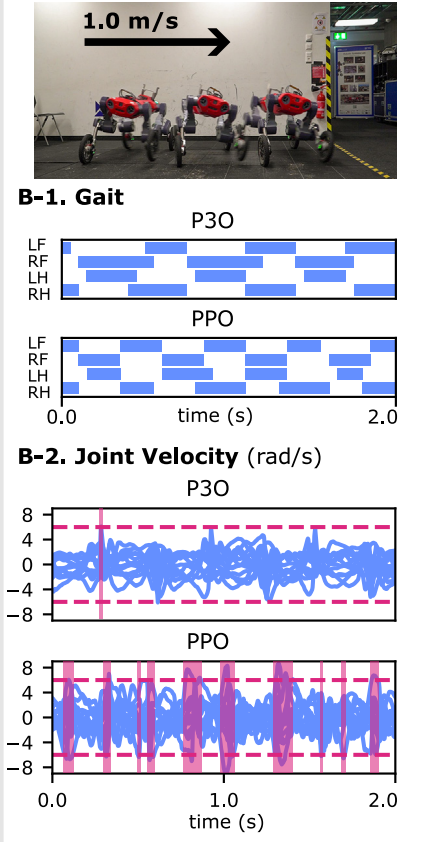 1.0 m/s
B-1. Gait
P3O
LF
RF
LH
RH
PPO
LF
RF
LH
RH
0.0 time (s) 2.0
B-2. Joint Velocity (rad/s)
P3O
8
4
0
−4
−8
PPO
8
4
0
−4
−8
0.0 1.0 2.0
time (s)